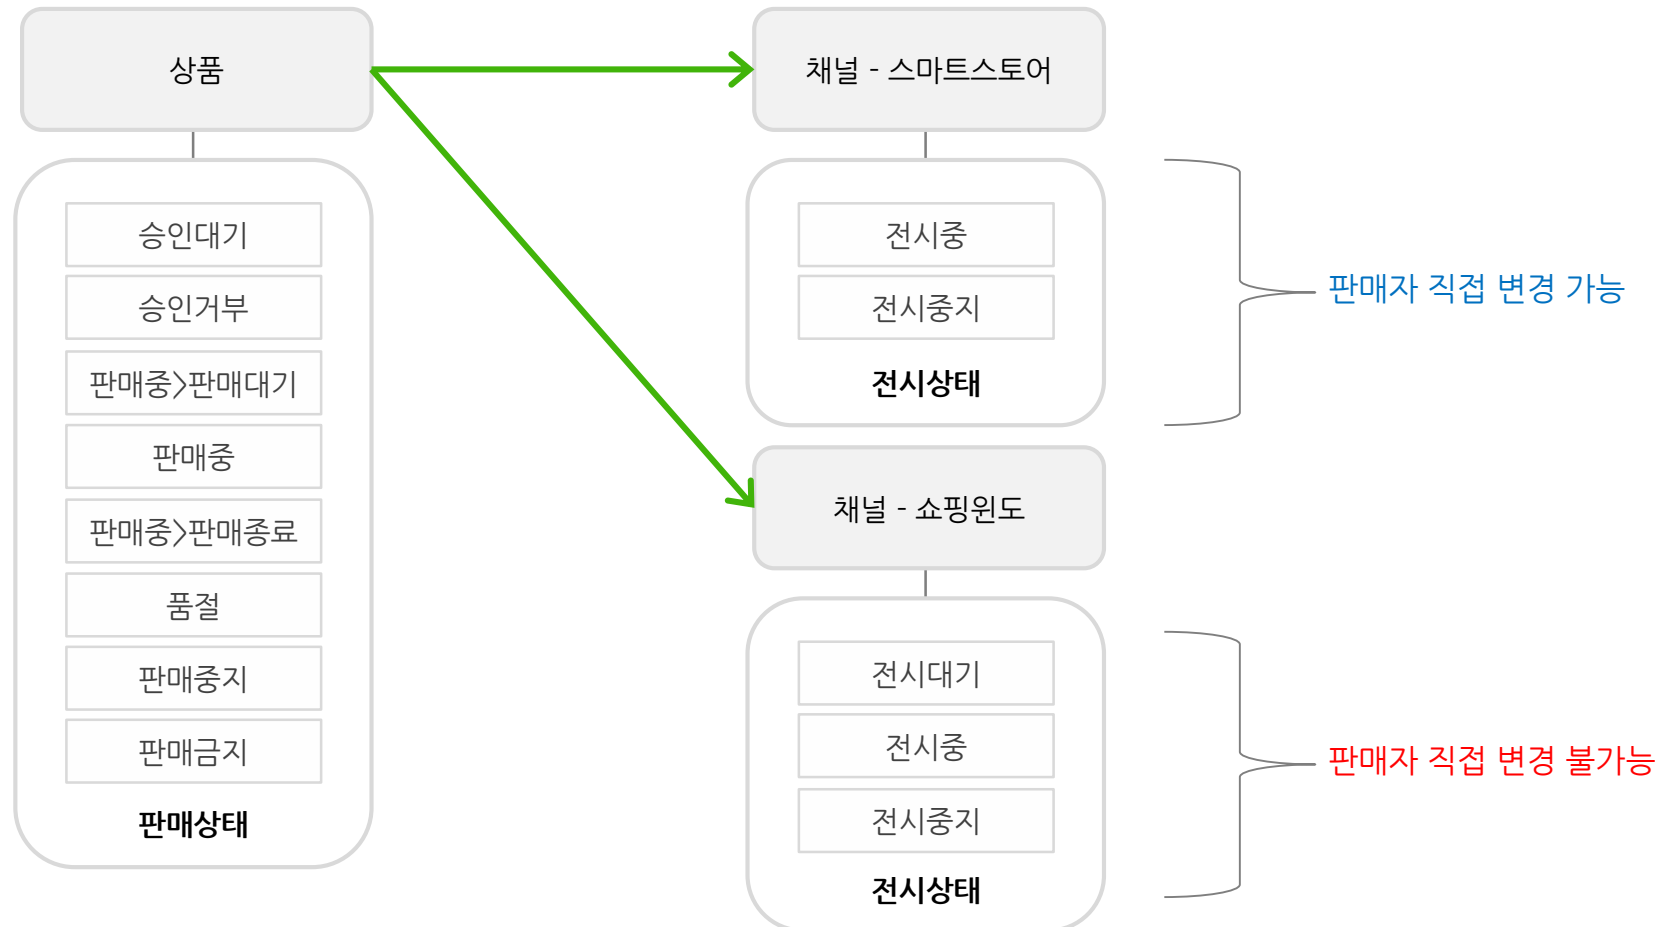 상품
승인대기
승인거부
판매중>판매대기
판매중
판매중>판매종료
품절
판매중지
판매금지
판매상태
채널 - 스마트스토어
전시중
전시중지
전시상태
판매자 직접 변경 가능
채널 - 쇼핑윈도
전시대기
전시중
전시중지
전시상태
판매자 직접 변경 불가능